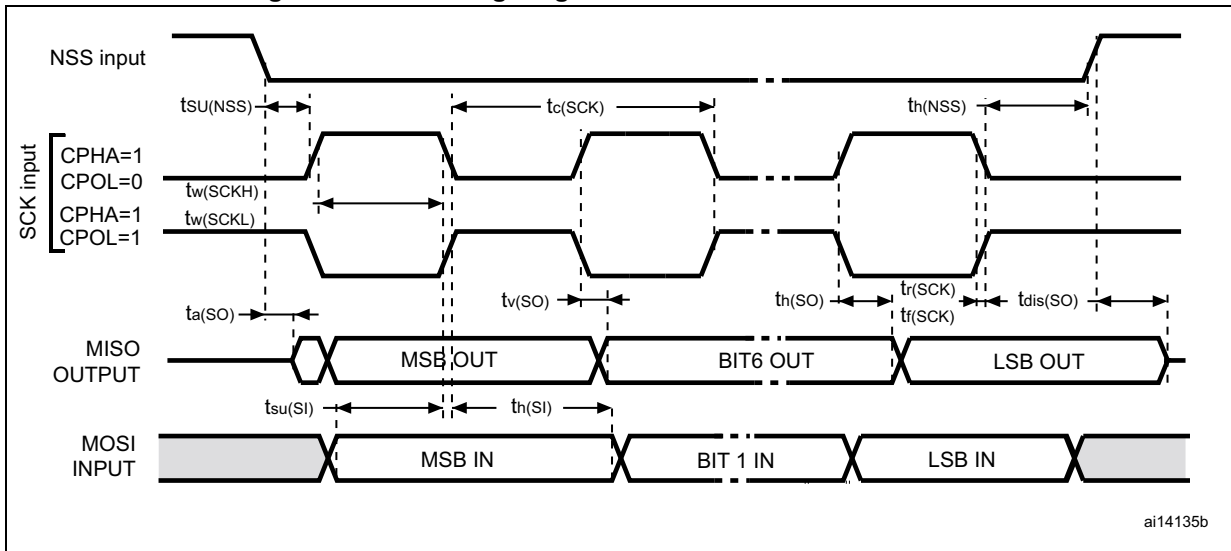 NSS input
tSU(NSS)
tc(SCK)
th(NSS)
SCK input
CPHA=1
CPOL=0
tw(SCKH)
CPHA=1
tw(SCKL)
CPOL=1
ta(SO)
tv(SO)
th(SO)
tr(SCK)
tf(SCK)
tdis(SO)
MISO
OUTPUT
MSB OUT
BIT6 OUT
LSB OUT
tsu(SI)
th(SI)
MOSI
INPUT
MSB IN
BIT 1 IN
LSB IN
ai14135b